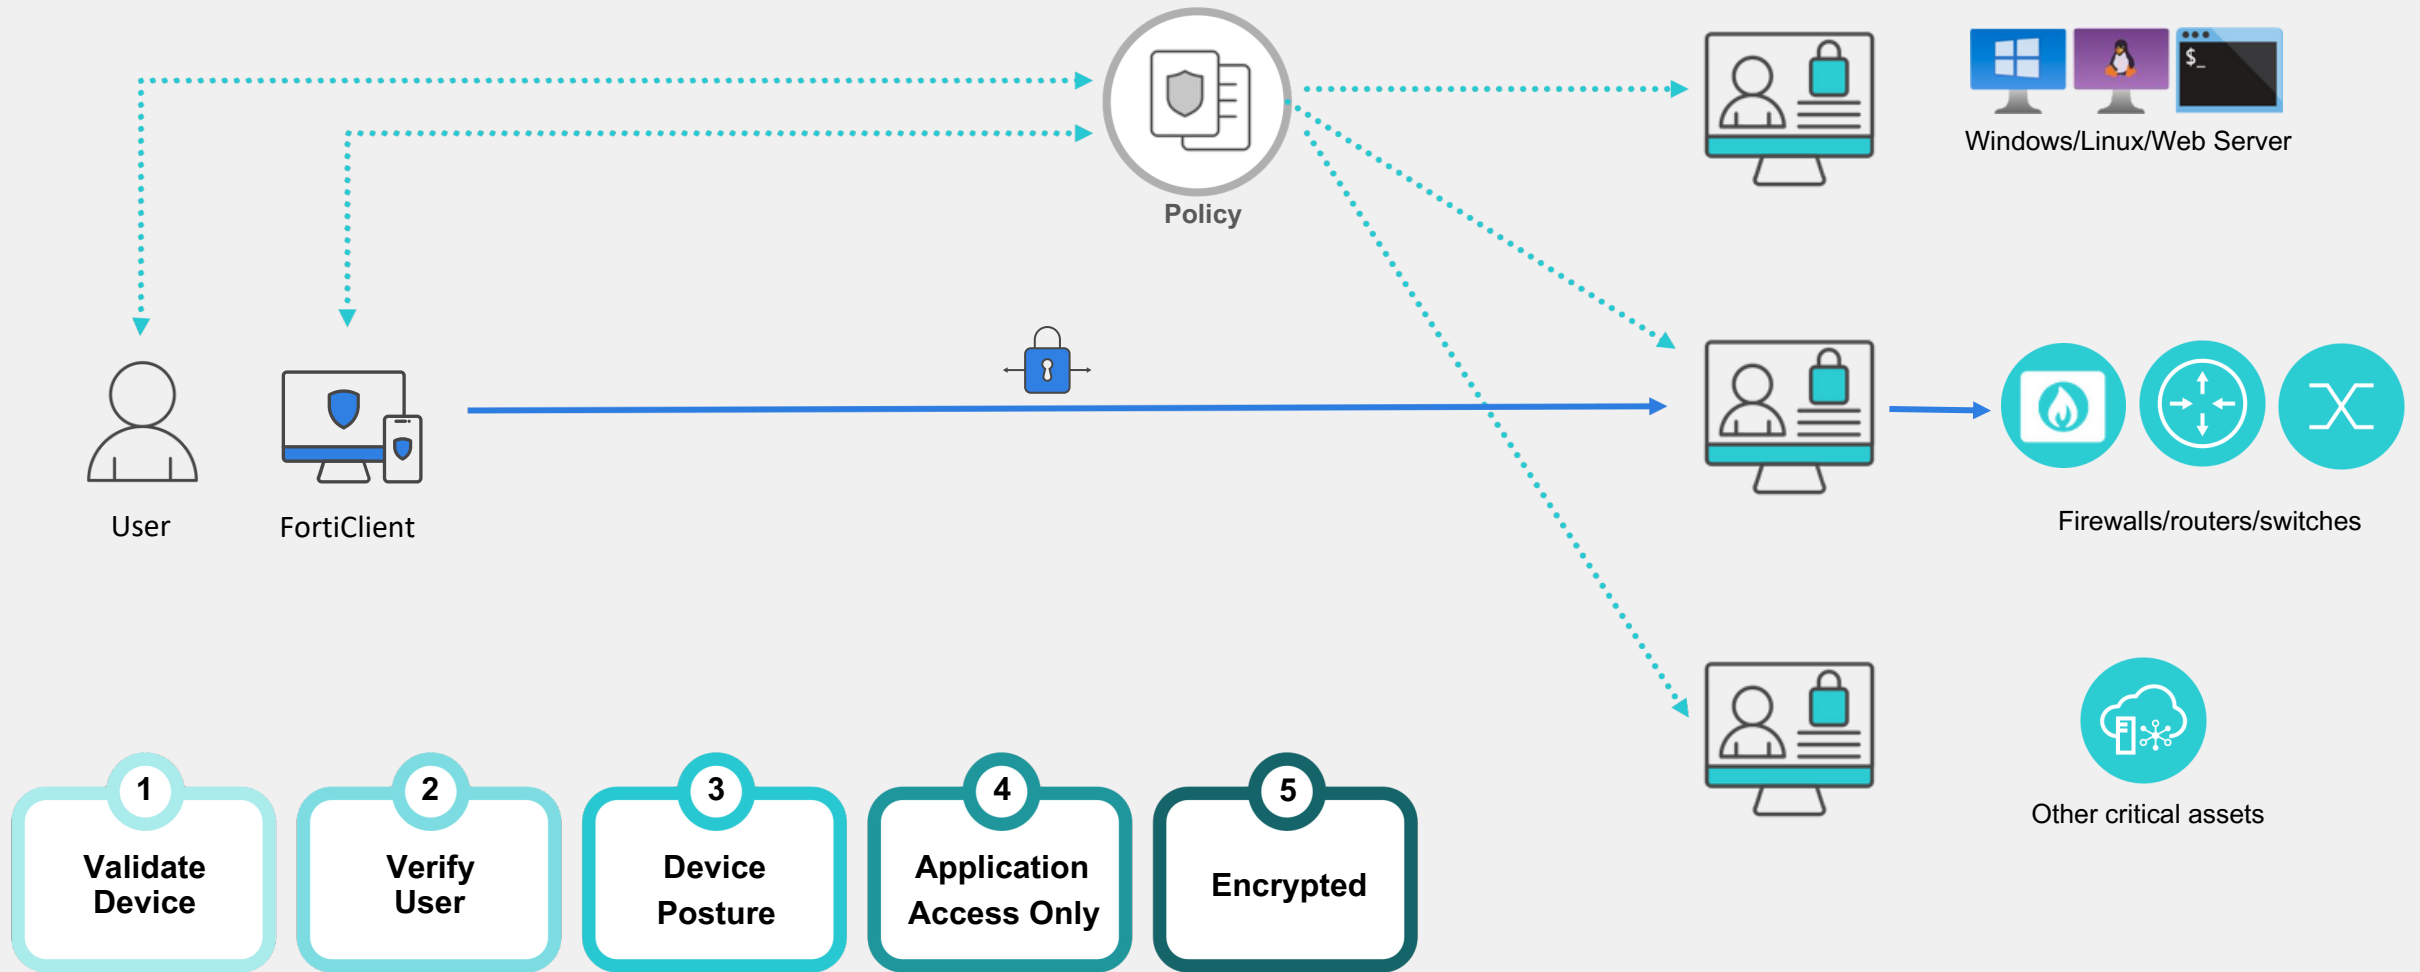 $_
Windows/Linux/Web Server
Policy
User
FortiClient
Firewalls/routers/switches
Other critical assets
1
Validate
Device
2
Verify
User
3
Device
Posture
4
Application
Access Only
5
Encrypted